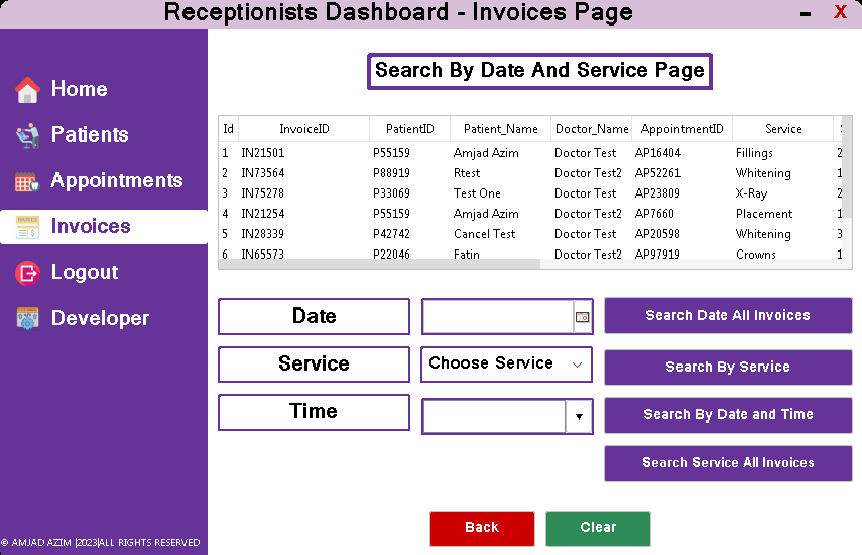 Receptionists Dashboard - Invoices Page
X
Home
Patients
Appointments
Invoices
Logout
Developer
© AMJAD AZIM |2023|ALL RIGHTS RESERVED
Search By Date And Service Page
Id InvoiceID PatientID Patient_Name Doctor_Name AppointmentID Service
1 IN21501 P55159 Amjad Azim Doctor Test AP16404 Fillings 2
2 IN73564 P88919 Rtest Doctor Test2 AP52261 Whitening 1
3 IN75278 P33069 Test One Doctor Test AP23809 X-Ray 2
4 IN21254 P55159 Amjad Azim Doctor Test2 AP7660 Placement 1
5 IN28339 P42742 Cancel Test Doctor Test AP20598 Whitening 3
6 IN65573 P22046 Fatin Doctor Test2 AP97919 Crowns 1
Date
Search Date All Invoices
Service
Choose Service
Search By Service
Time
Search By Date and Time
Search Service All Invoices
Back
Clear